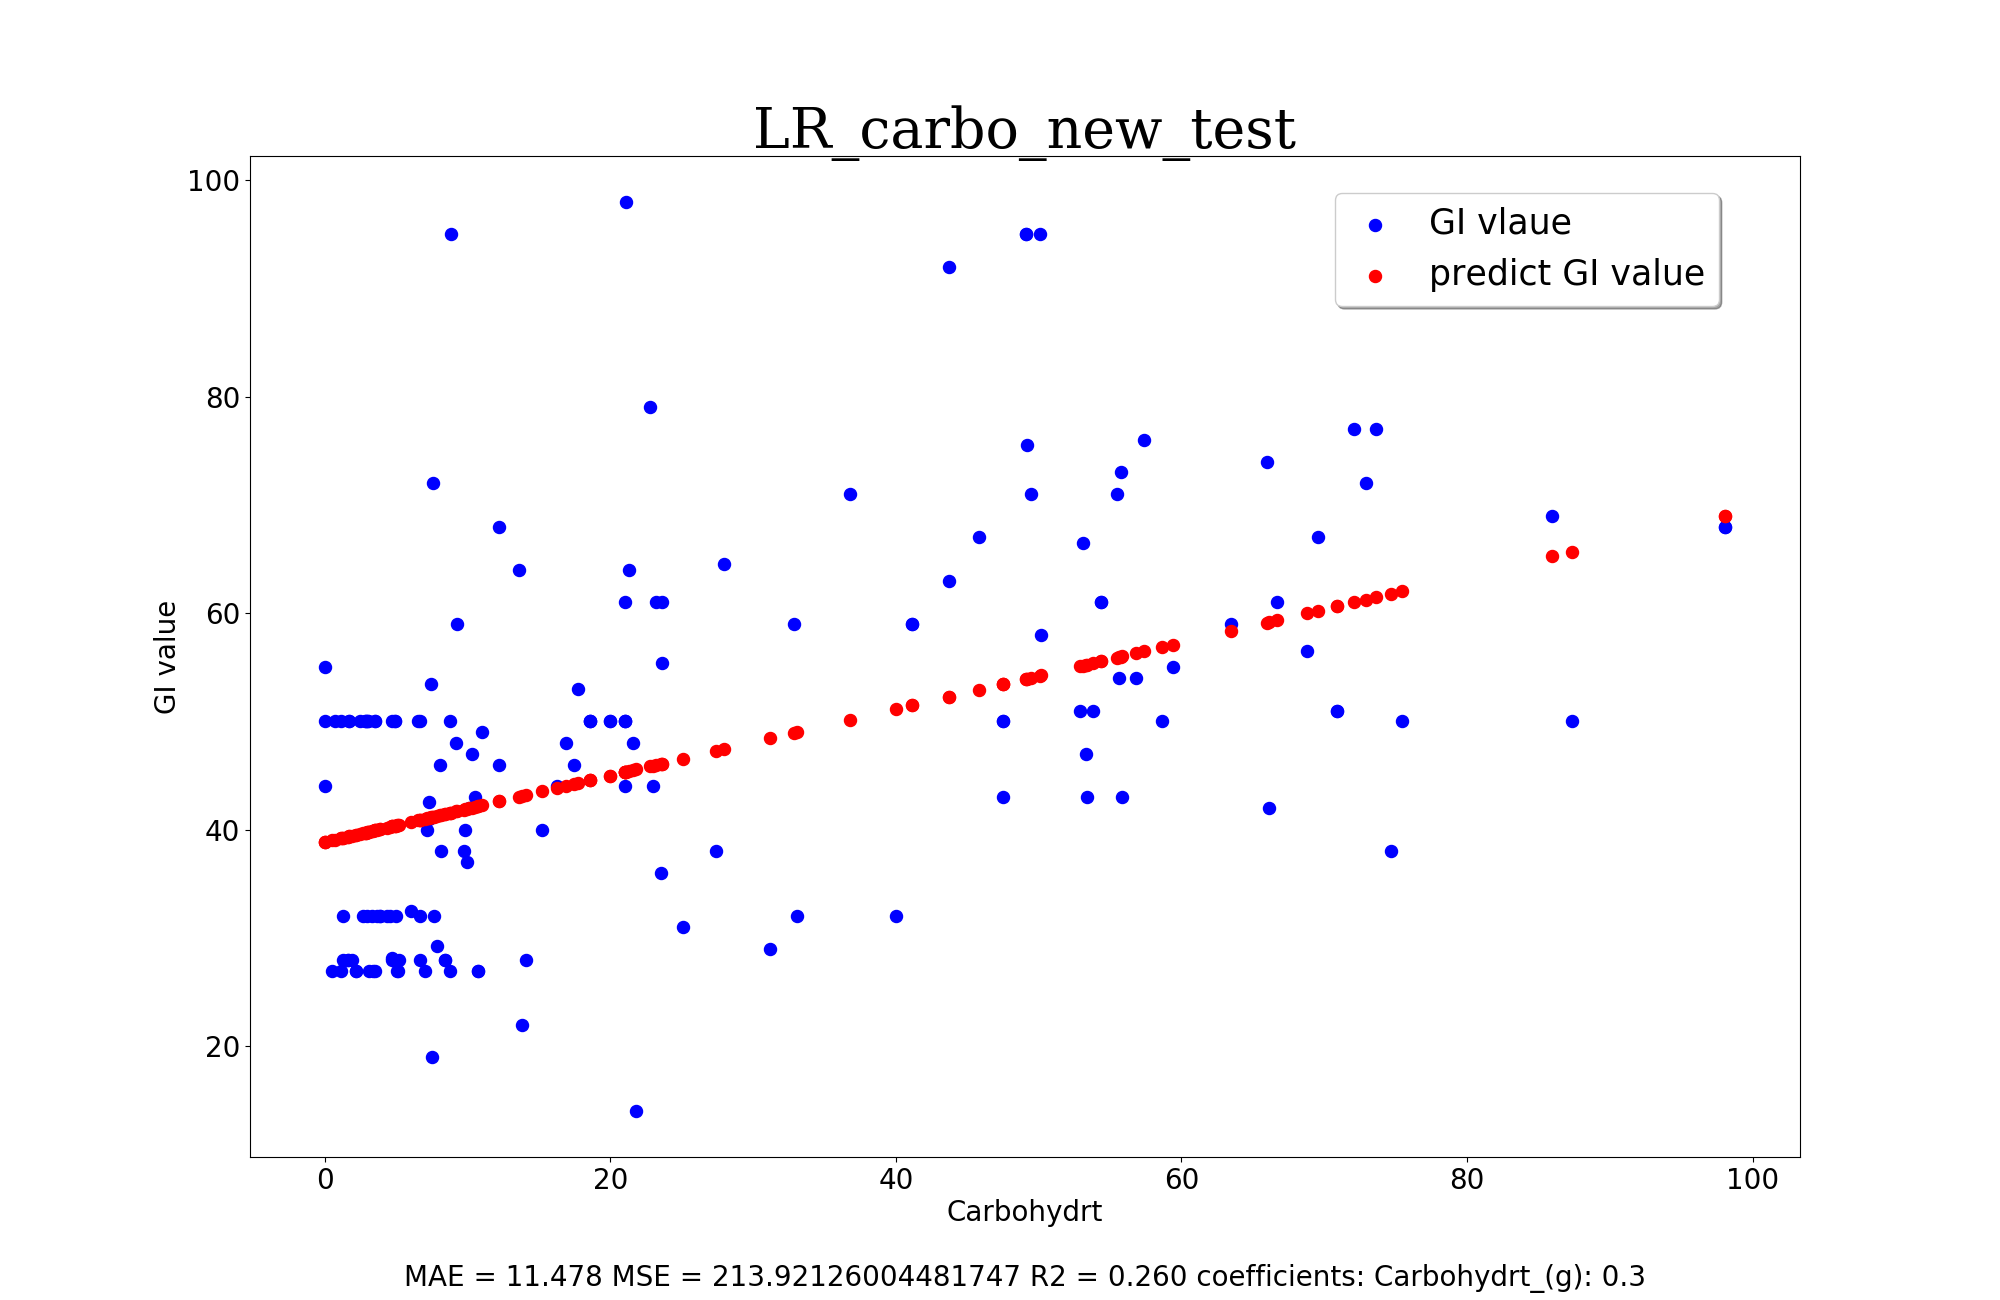 LR_carbo_new_test
GI vlaue
predict GI value
100
80
60
40
20
GI value
0 20 40 60 80 100
Carbohydrt
MAE = 11.478 MSE = 213.92126004481747 R2 = 0.260 coefficients: Carbohydrt_(g): 0.3